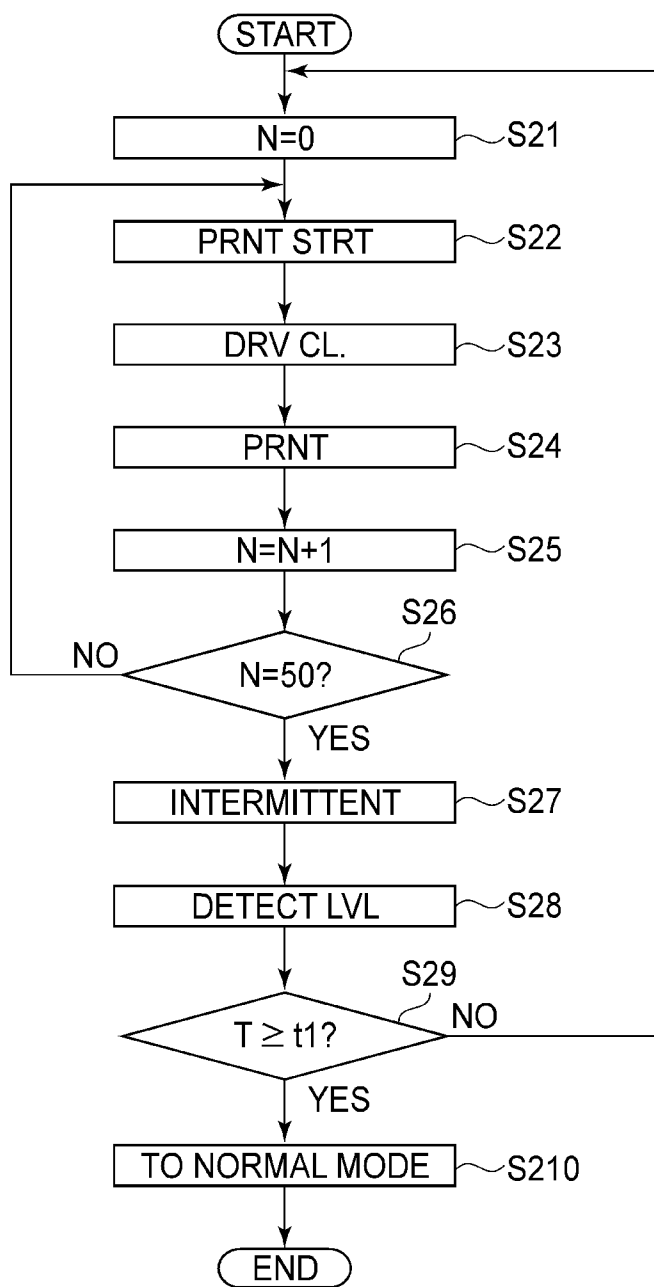 START
N=0
S21
PRNT STRT
S22
DRV CL.
S23
PRNT
S24
N=N+1
S25
S26
NO
N=50?
YES
INTERMITTENT
S27
DETECT LVL
S28
S29
T ≧ t1?
NO
YES
TO NORMAL MODE
S210
END